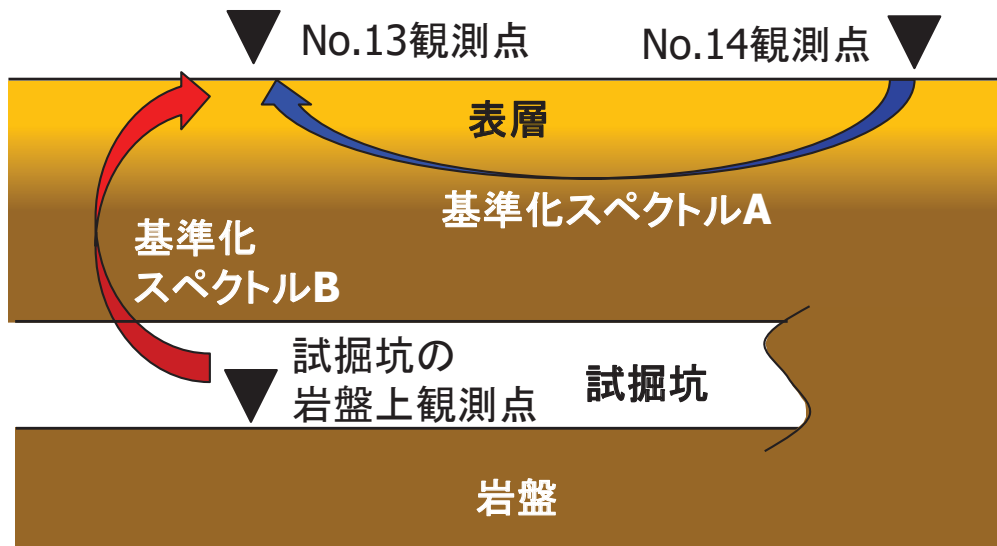 No.13観測点
No.14観測点
表層
基準化スペクトルA
基準化
スペクトルB
試掘坑の
岩盤上観測点
試掘坑
岩盤